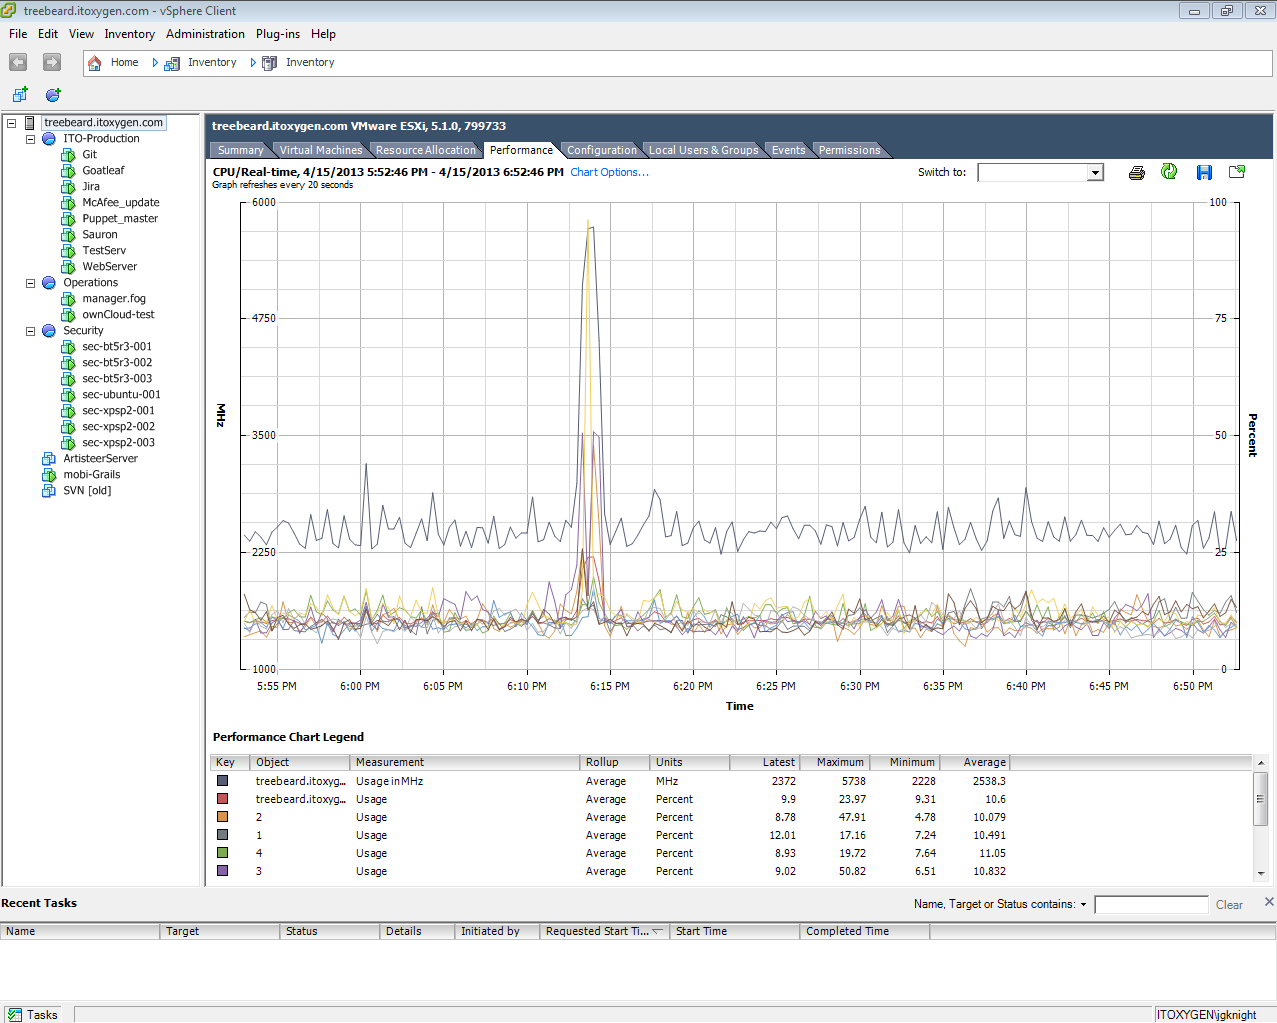 treebeard.itoxygen.com - vSphere Client
File Edit View Inventory Administration Plug-ins Help
Home Inventory Inventory
treebeard.itoxygen.com
ITO-Production
Git
Goatleaf
Jira
McAfee_update
Puppet_master
Sauron
TestServ
WebServer
Operations
manager.fog
ownCloud-test
Security
sec-bt5r3-001
sec-bt5r3-002
sec-bt5r3-003
sec-ubuntu-001
sec-xpsp2-001
sec-xpsp2-002
sec-xpsp2-003
ArtisteerServer
mobi-Grails
SVN [old]
treebeard.itoxygen.com VMware ESXi, 5.1.0, 799733
Summary Virtual Machines Resource Allocation Performance Configuration Local Users & Groups Events Permissions
CPU/Real-time, 4/15/2013 5:52:46 PM - 4/15/2013 6:52:46 PM Chart Options... Switch to:
Graph refreshes every 20 seconds
6000 100
4750 75
3500 50
2250 25
1000 0
MHz
Percent
5:55 PM 6:00 PM 6:05 PM 6:10 PM 6:15 PM 6:20 PM 6:25 PM 6:30 PM 6:35 PM 6:40 PM 6:45 PM 6:50 PM
Time
Performance Chart Legend
Key Object Measurement Rollup Units Latest Maximum Minimum Average
treebeard.itoxyg... Usage in MHz Average MHz 2372 5738 2228 2538.3
treebeard.itoxyg... Usage Average Percent 9.9 23.97 9.31 10.6
2 Usage Average Percent 8.78 47.91 4.78 10.079
1 Usage Average Percent 12.01 17.16 7.24 10.491
4 Usage Average Percent 8.93 19.72 7.64 11.05
3 Usage Average Percent 9.02 50.82 6.51 10.832
Recent Tasks Name, Target or Status contains: Clear
Name Target Status Details Initiated by Requested Start Ti... Start Time Completed Time
Tasks ITOXYGEN\jgknight